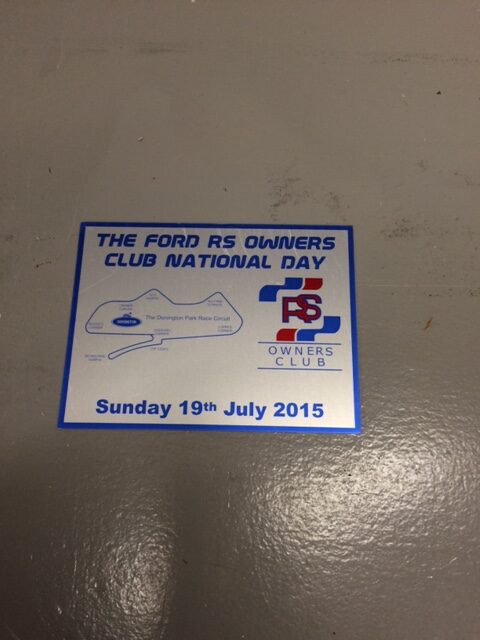 THE FORD RS OWNERS
CLUB NATIONAL DAY
The Donington Park Race Circuit
RS
OWNERS
CLUB
Sunday 19th July 2015